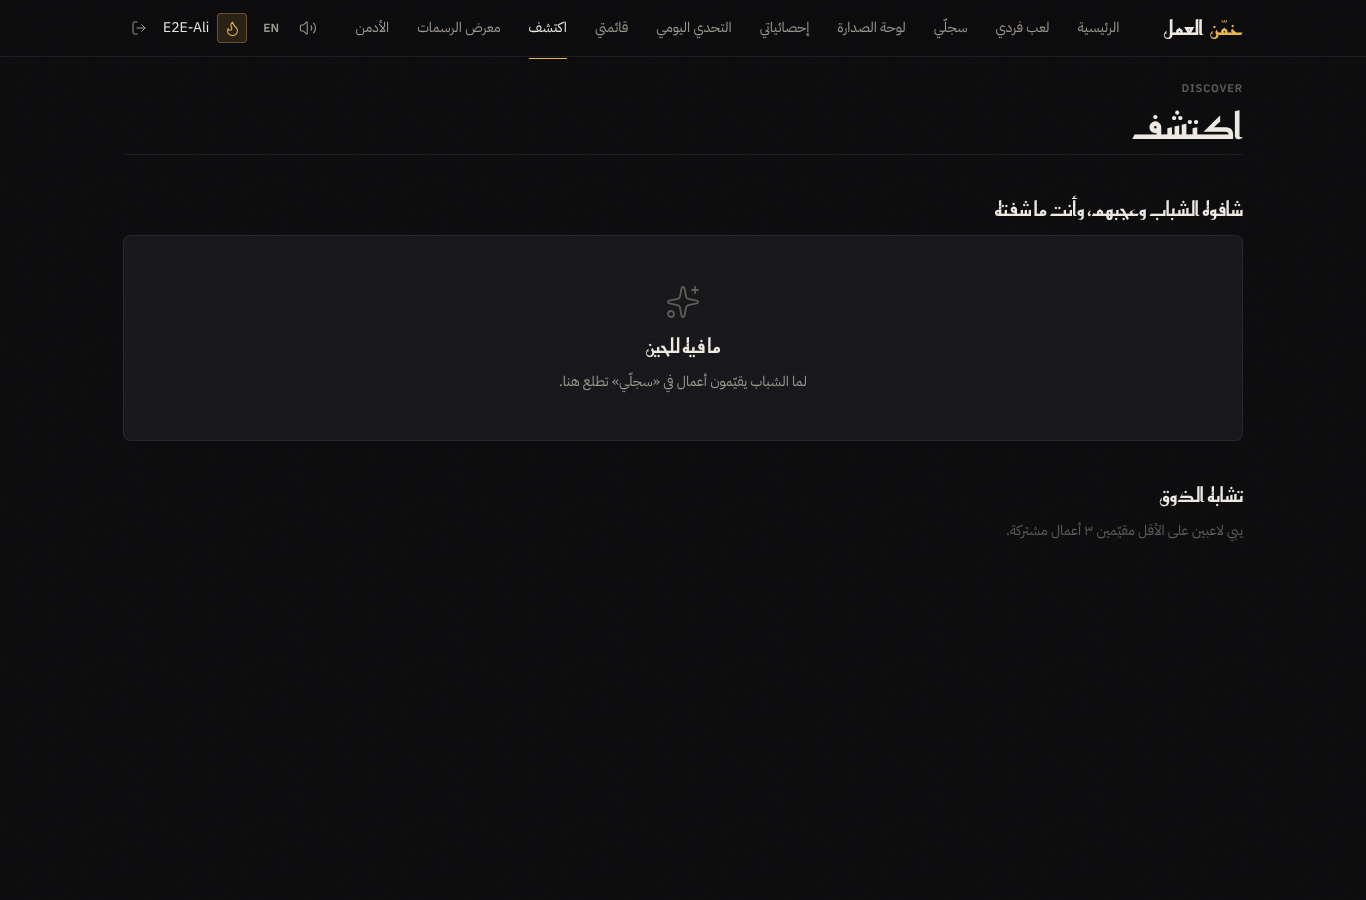 خمّن العمل
الرئيسية
لعب فردي
سجلّي
لوحة الصدارة
إحصائياتي
التحدي اليومي
قائمتي
اكتشف
معرض الرسمات
الأدمن
EN
E2E-Ali
DISCOVER
اكتشف
شافوه الشباب وعجبهم، وأنت ما شفته
ما فيه للحين
لما الشباب يقيّمون أعمال في «سجلّي» تطلع هنا.
تشابه الذوق
يبي لاعبين على الأقل مقيّمين ٣ أعمال مشتركة.